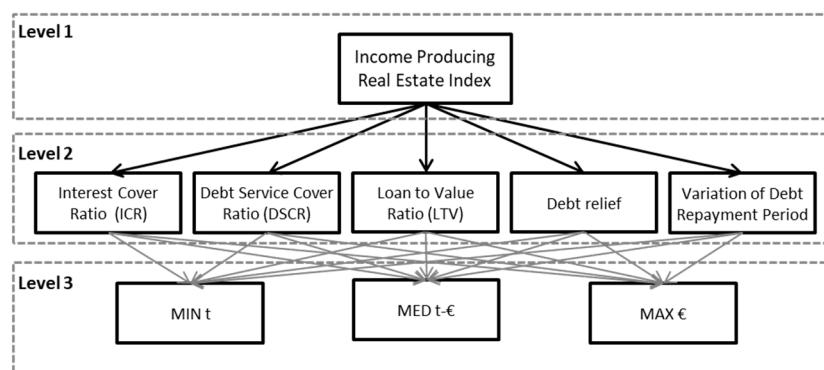 Level 1
Income Producing
Real Estate Index
Level 2
Interest Cover
Ratio (ICR)
Debt Service Cover
Ratio (DSCR)
Loan to Value
Ratio (LTV)
Debt relief
Variation of Debt
Repayment Period
Level 3
MIN t
MED t-€
MAX €